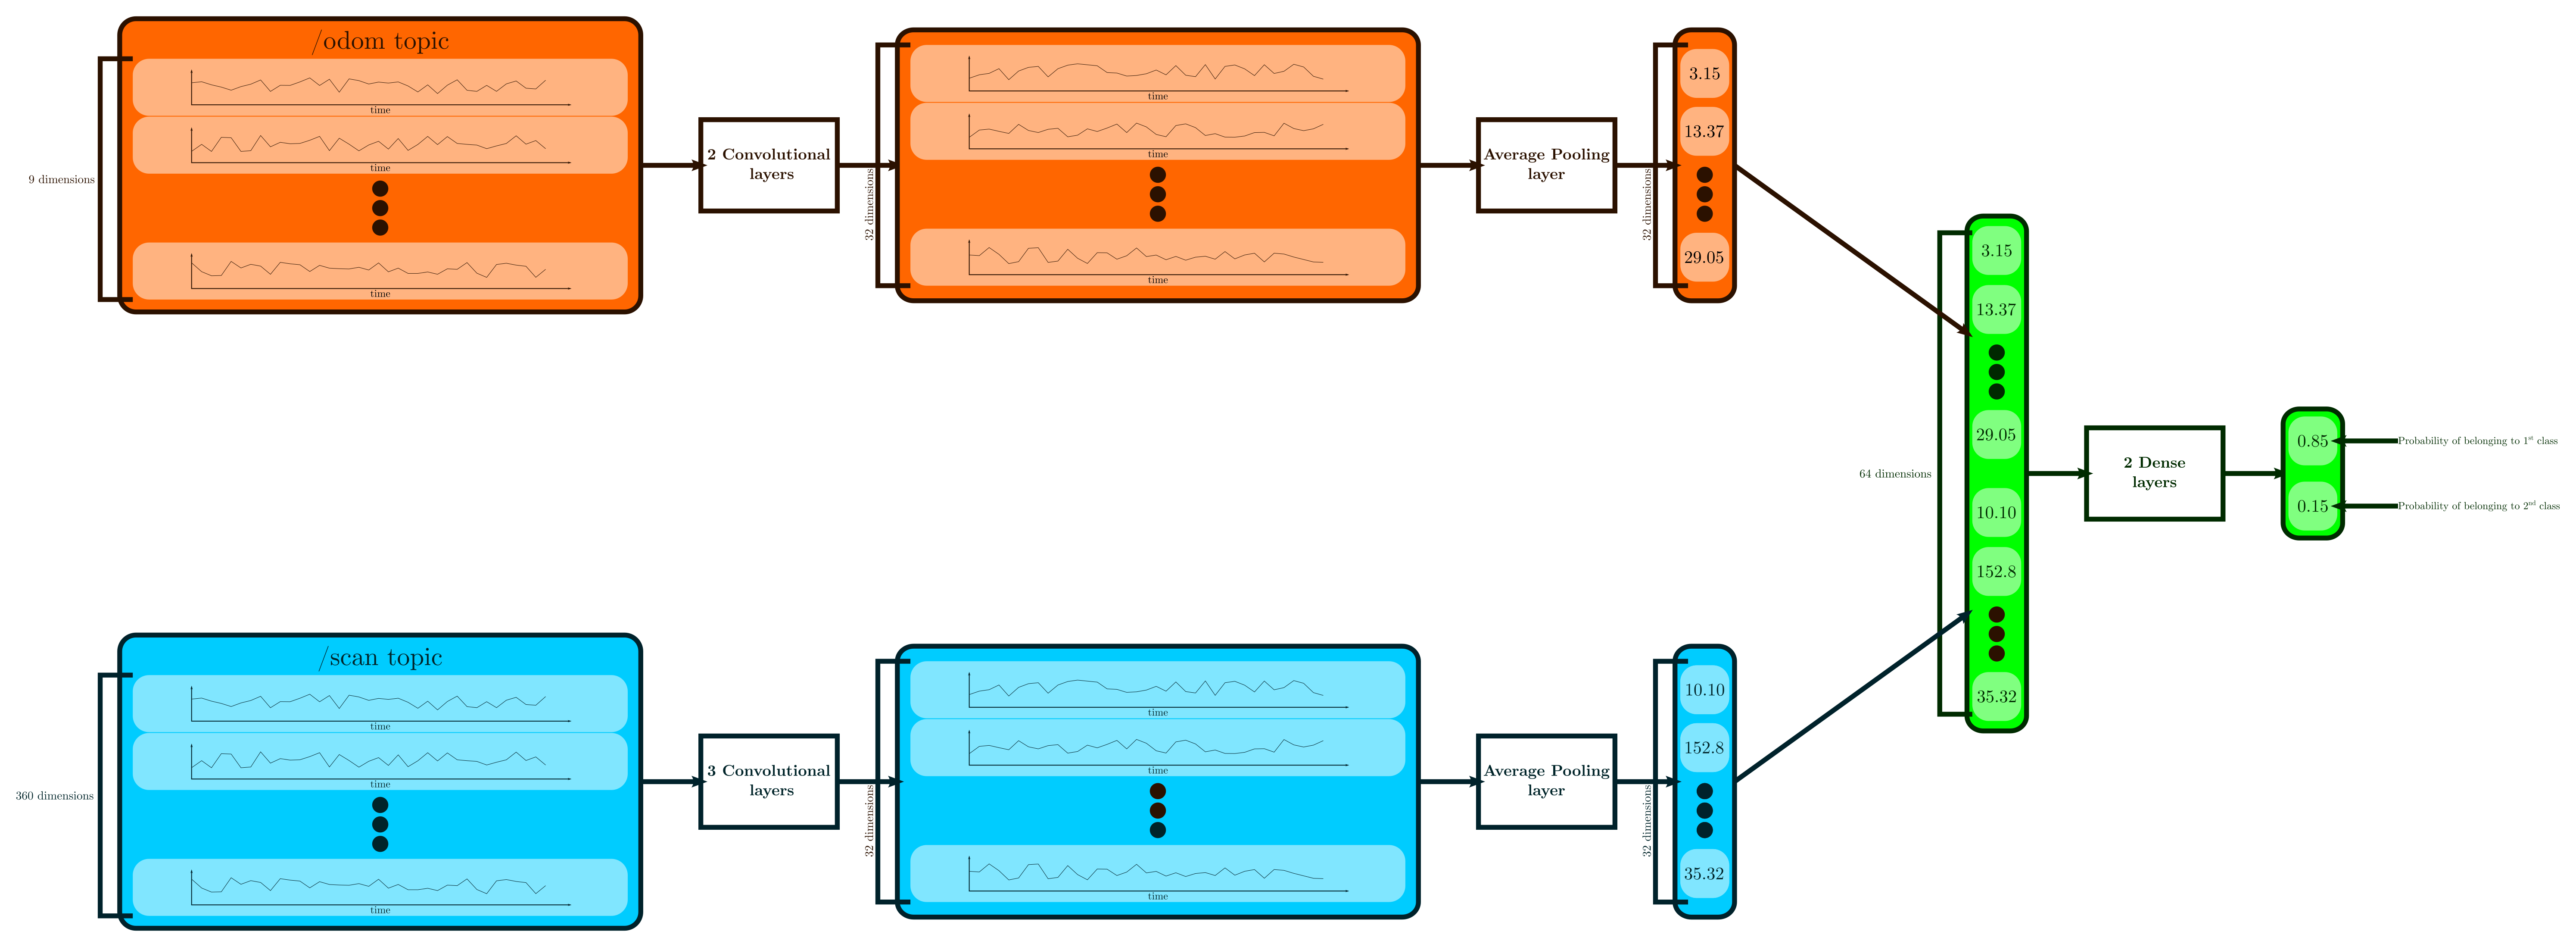 /odom topic
time
time
time
9 dimensions
2 Convolutional
layers
32 dimensions
time
time
time
Average Pooling
layer
32 dimensions
3.15
13.37
29.05
/scan topic
time
time
time
360 dimensions
3 Convolutional
layers
32 dimensions
time
time
time
Average Pooling
layer
32 dimensions
10.10
152.8
35.32
64 dimensions
3.15
13.37
29.05
10.10
152.8
35.32
2 Dense
layers
0.85
Probability of belonging to 1st class
0.15
Probability of belonging to 2nd class